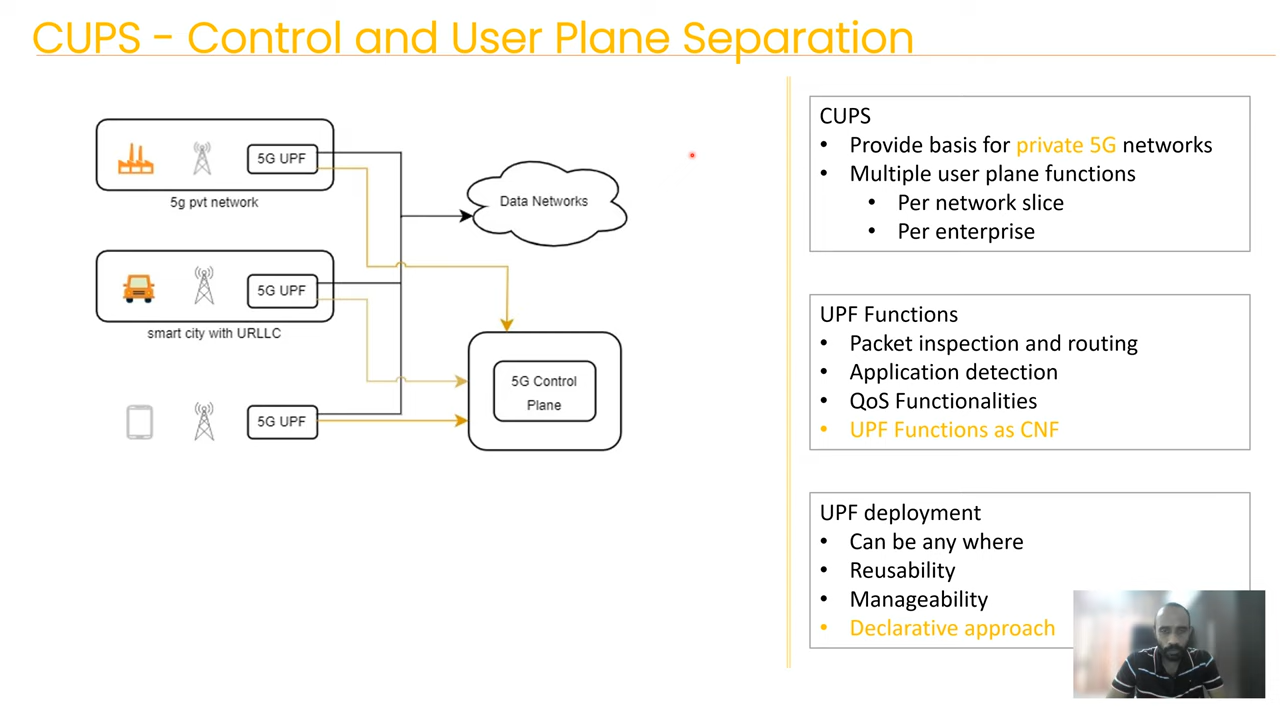 CUPS - Control and User Plane Separation
5G UPF
5g pvt network
5G UPF
smart city with URLLC
5G UPF
Data Networks
5G Control
Plane
CUPS
• Provide basis for private 5G networks
• Multiple user plane functions
• Per network slice
• Per enterprise
UPF Functions
• Packet inspection and routing
• Application detection
• QoS Functionalities
• UPF Functions as CNF
UPF deployment
• Can be any where
• Reusability
• Manageability
• Declarative approach